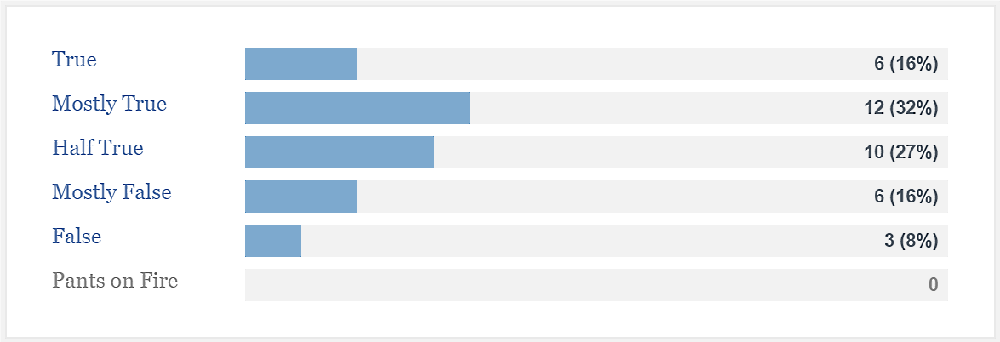 True 6 (16%)
Mostly True 12 (32%)
Half True 10 (27%)
Mostly False 6 (16%)
False 3 (8%)
Pants on Fire 0